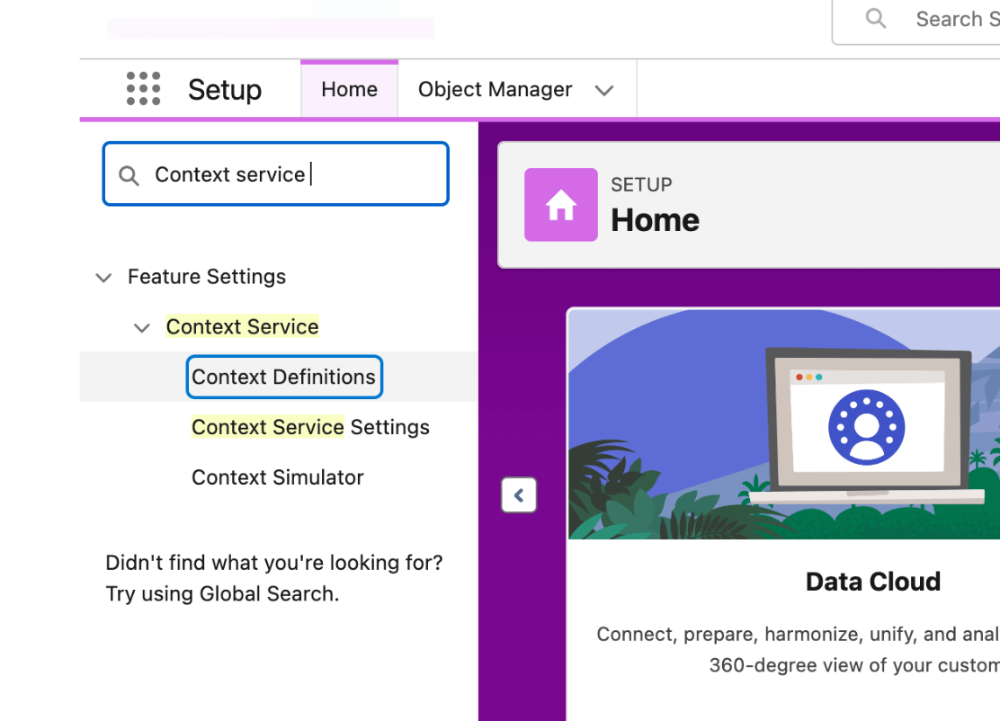 Search S
Setup
Home
Object Manager
Context service
SETUP
Home
Feature Settings
Context Service
Context Definitions
Context Service Settings
Context Simulator
Didn't find what you're looking for?
Try using Global Search.
Data Cloud
Connect, prepare, harmonize, unify, and anal
360-degree view of your custom